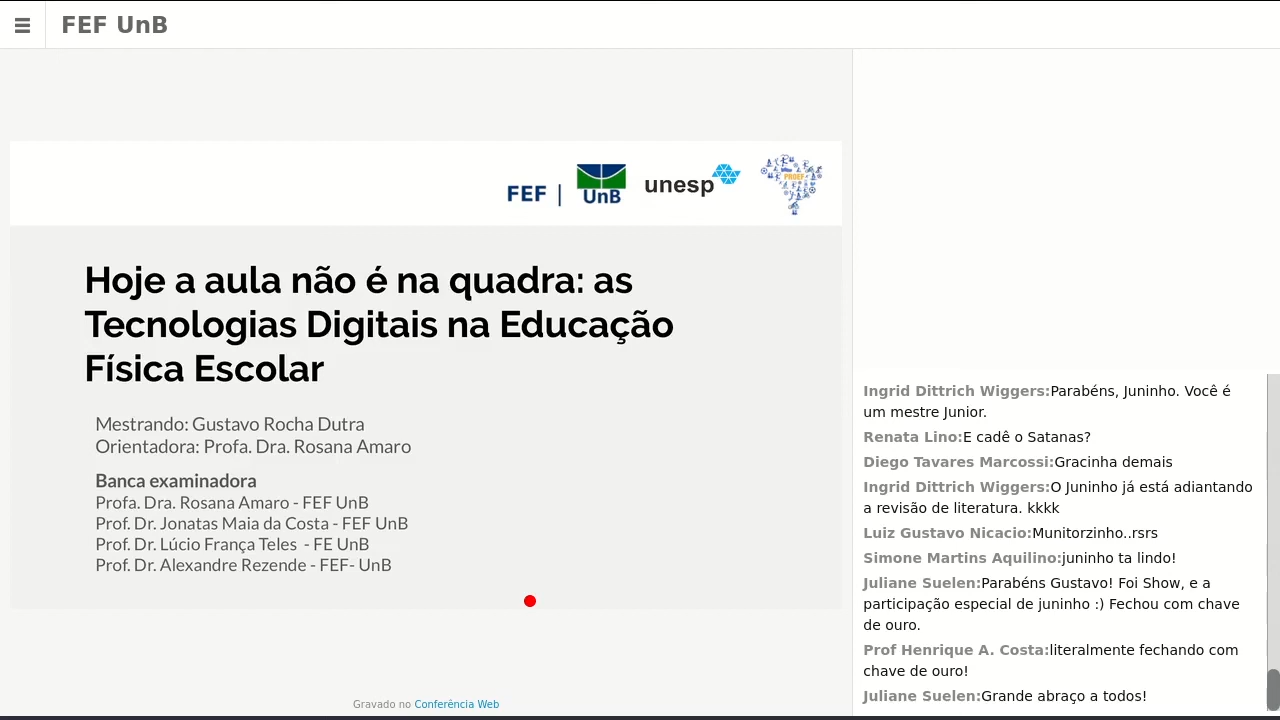 FEF UnB
FEF |
UnB
unesp
PROEF
Hoje a aula não é na quadra: as
Tecnologias Digitais na Educação
Física Escolar
Mestrando: Gustavo Rocha Dutra
Orientadora: Profa. Dra. Rosana Amaro
Banca examinadora
Profa. Dra. Rosana Amaro - FEF UnB
Prof. Dr. Jonatas Maia da Costa - FEF UnB
Prof. Dr. Lúcio França Teles - FE UnB
Prof. Dr. Alexandre Rezende - FEF- UnB
Gravado no Conferência Web
Ingrid Dittrich Wiggers:Parabéns, Juninho. Você é
um mestre Junior.
Renata Lino:E cadê o Satanas?
Diego Tavares Marcossi:Gracinha demais
Ingrid Dittrich Wiggers:O Juninho já está adiantando
a revisão de literatura. kkkk
Luiz Gustavo Nicacio:Munitorzinho..rsrs
Simone Martins Aquilino:juninho ta lindo!
Juliane Suelen:Parabéns Gustavo! Foi Show, e a
participação especial de juninho :) Fechou com chave
de ouro.
Prof Henrique A. Costa:literalmente fechando com
chave de ouro!
Juliane Suelen:Grande abraço a todos!